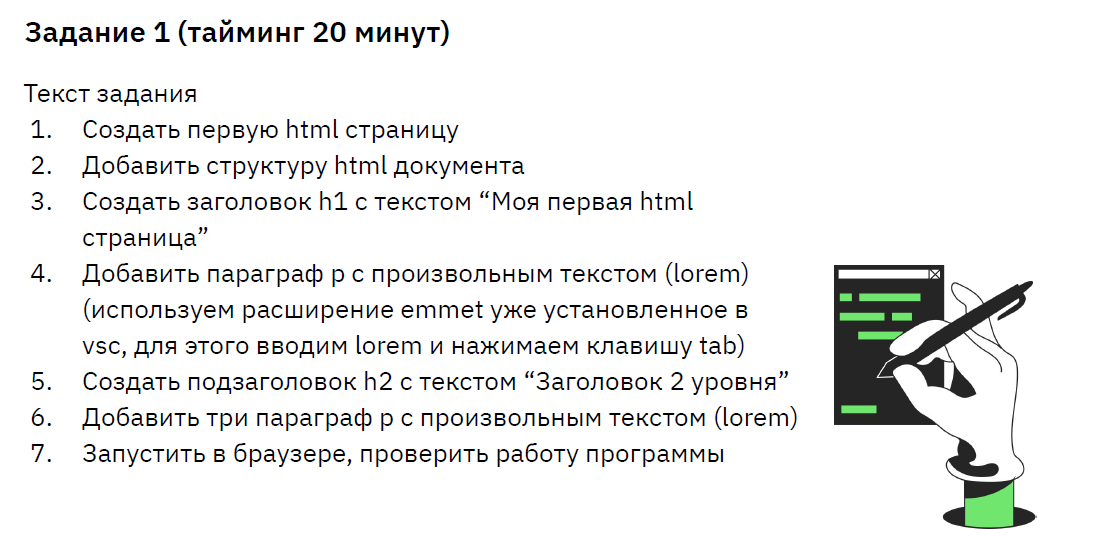 Задание 1 (тайминг 20 минут)
Текст задания
1. Создать первую html страницу
2. Добавить структуру html документа
3. Создать заголовок h1 с текстом “Моя первая html
страница”
4. Добавить параграф p с произвольным текстом (lorem)
(используем расширение emmet уже установленное в
vsc, для этого вводим lorem и нажимаем клавишу tab)
5. Создать подзаголовок h2 с текстом “Заголовок 2 уровня”
6. Добавить три параграф p с произвольным текстом (lorem)
7. Запустить в браузере, проверить работу программы